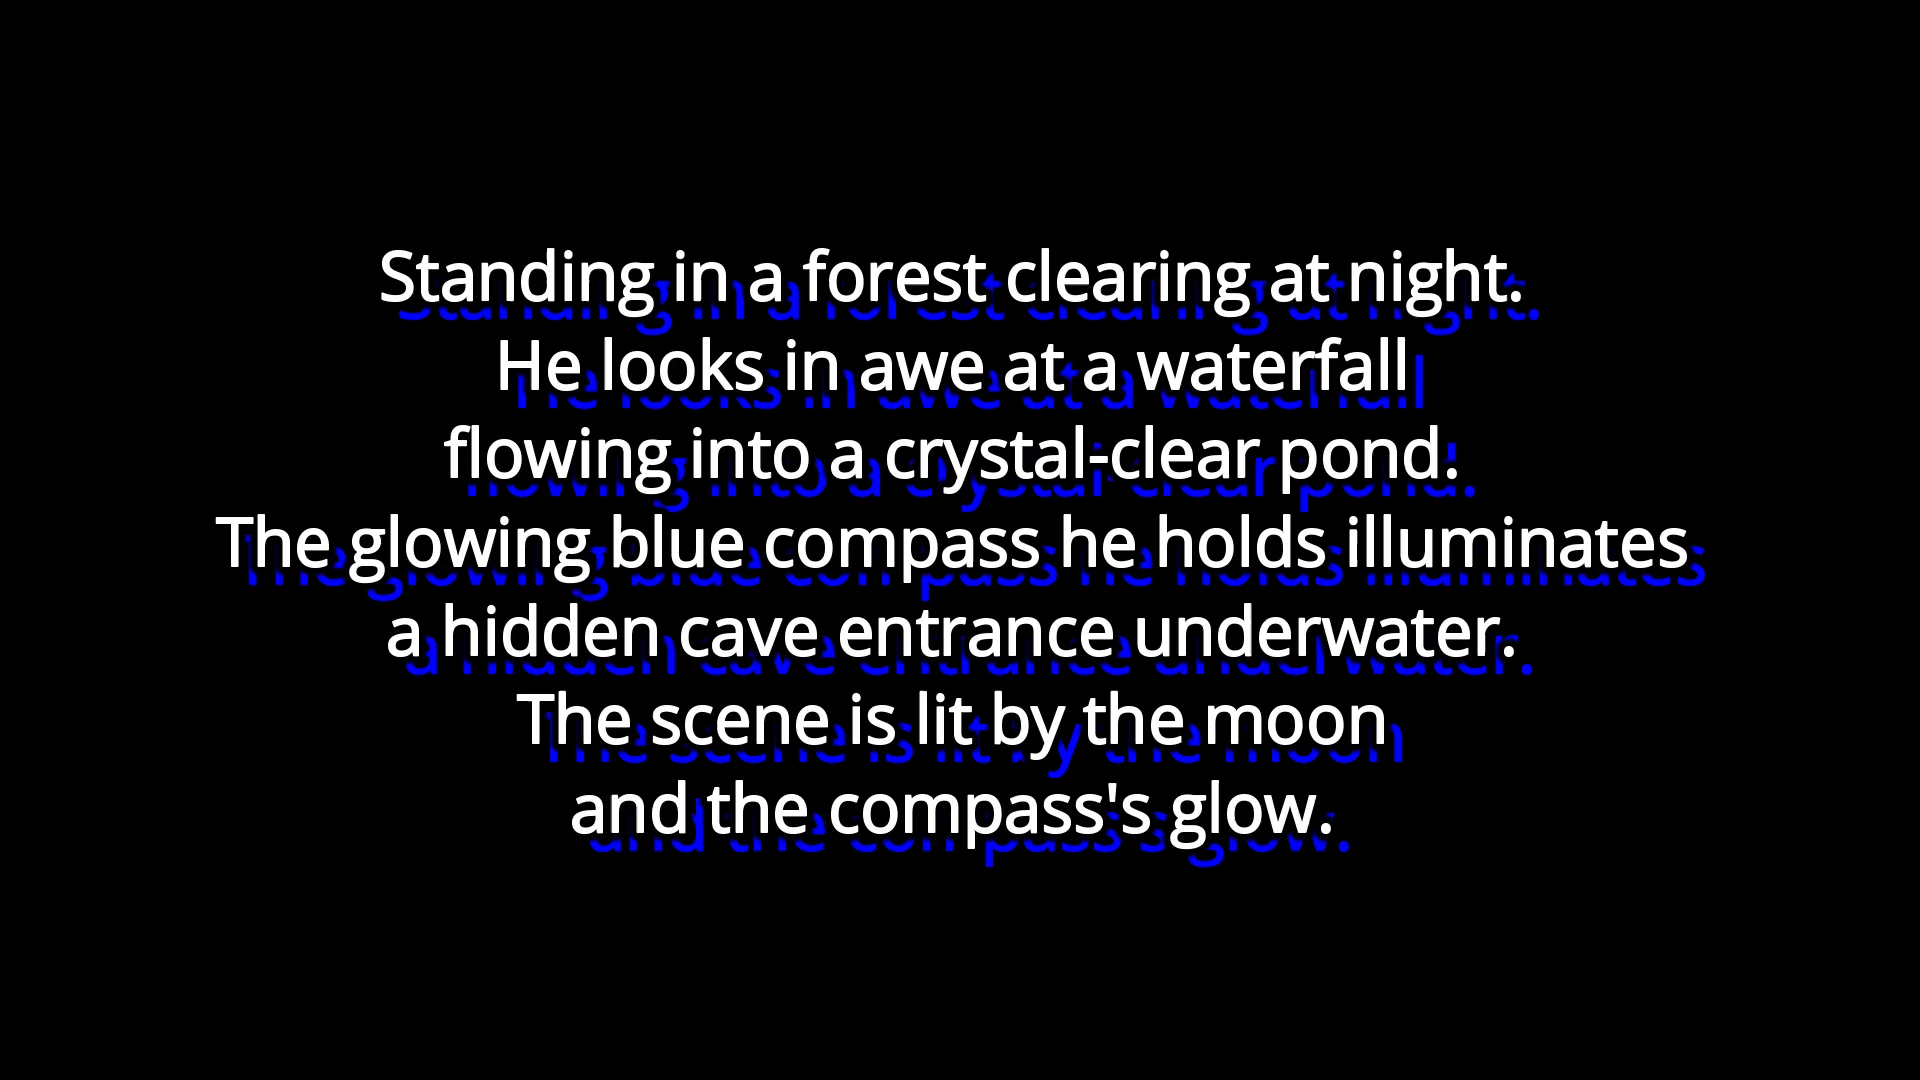 Standing in a forest clearing at night.
He looks in awe at a waterfall
flowing into a crystal-clear pond.
The glowing blue compass he holds illuminates
a hidden cave entrance underwater.
The scene is lit by the moon
and the compass's glow.